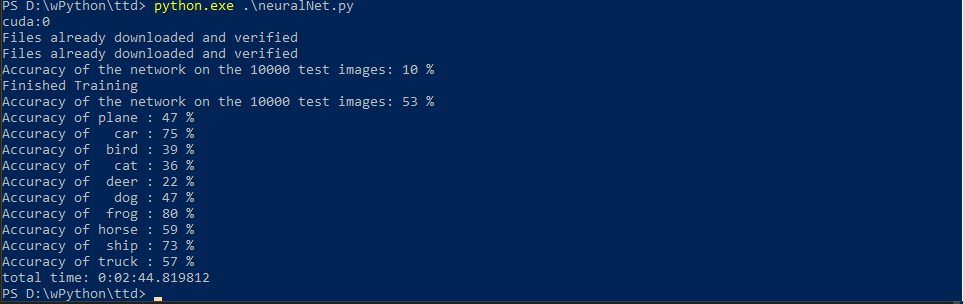 PS D:\wPython\ttd> python.exe .\neuralNet.py
cuda:0
Files already downloaded and verified
Files already downloaded and verified
Accuracy of the network on the 10000 test images: 10 %
Finished Training
Accuracy of the network on the 10000 test images: 53 %
Accuracy of plane : 47 %
Accuracy of   car : 75 %
Accuracy of  bird : 39 %
Accuracy of   cat : 36 %
Accuracy of  deer : 22 %
Accuracy of   dog : 47 %
Accuracy of  frog : 80 %
Accuracy of horse : 59 %
Accuracy of  ship : 73 %
Accuracy of truck : 57 %
total time: 0:02:44.819812
PS D:\wPython\ttd>